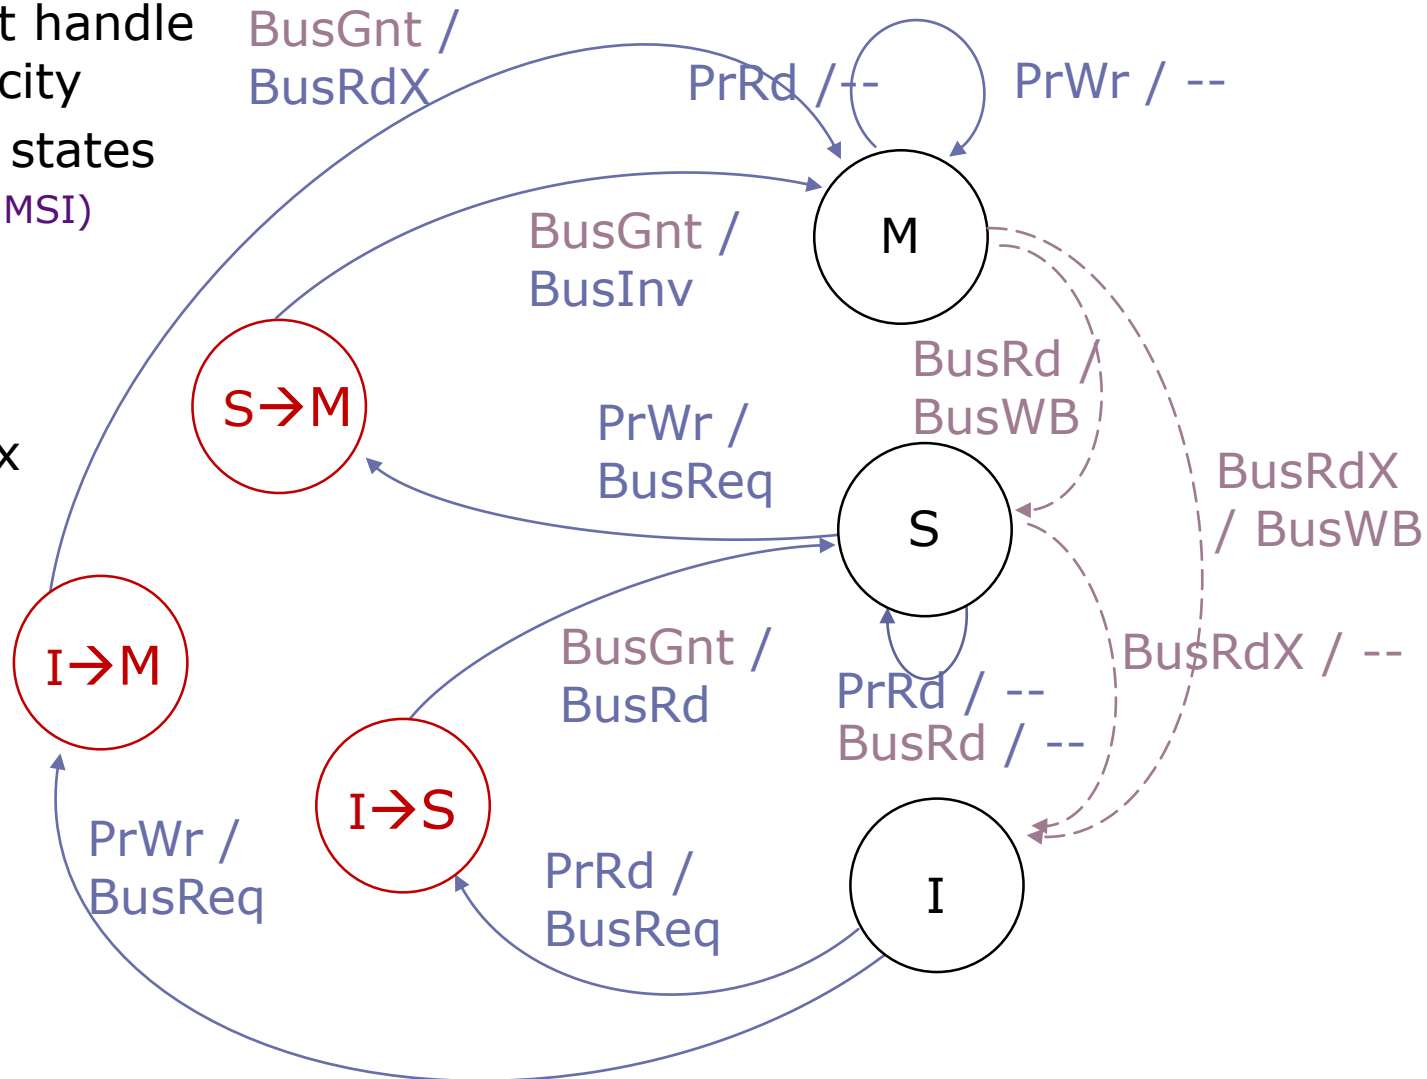 t handle
city
states
MSI)
x
BusGnt /
BusRdX
PrRd /--
PrWr / --
M
BusGnt /
BusInv
S→M
BusRd /
BusWB
PrWr /
BusReq
BusRdX
/ BusWB
S
I→M
BusGnt /
BusRd
PrRd / --
BusRd / --
BusRdX / --
I→S
PrWr /
BusReq
PrRd /
BusReq
I